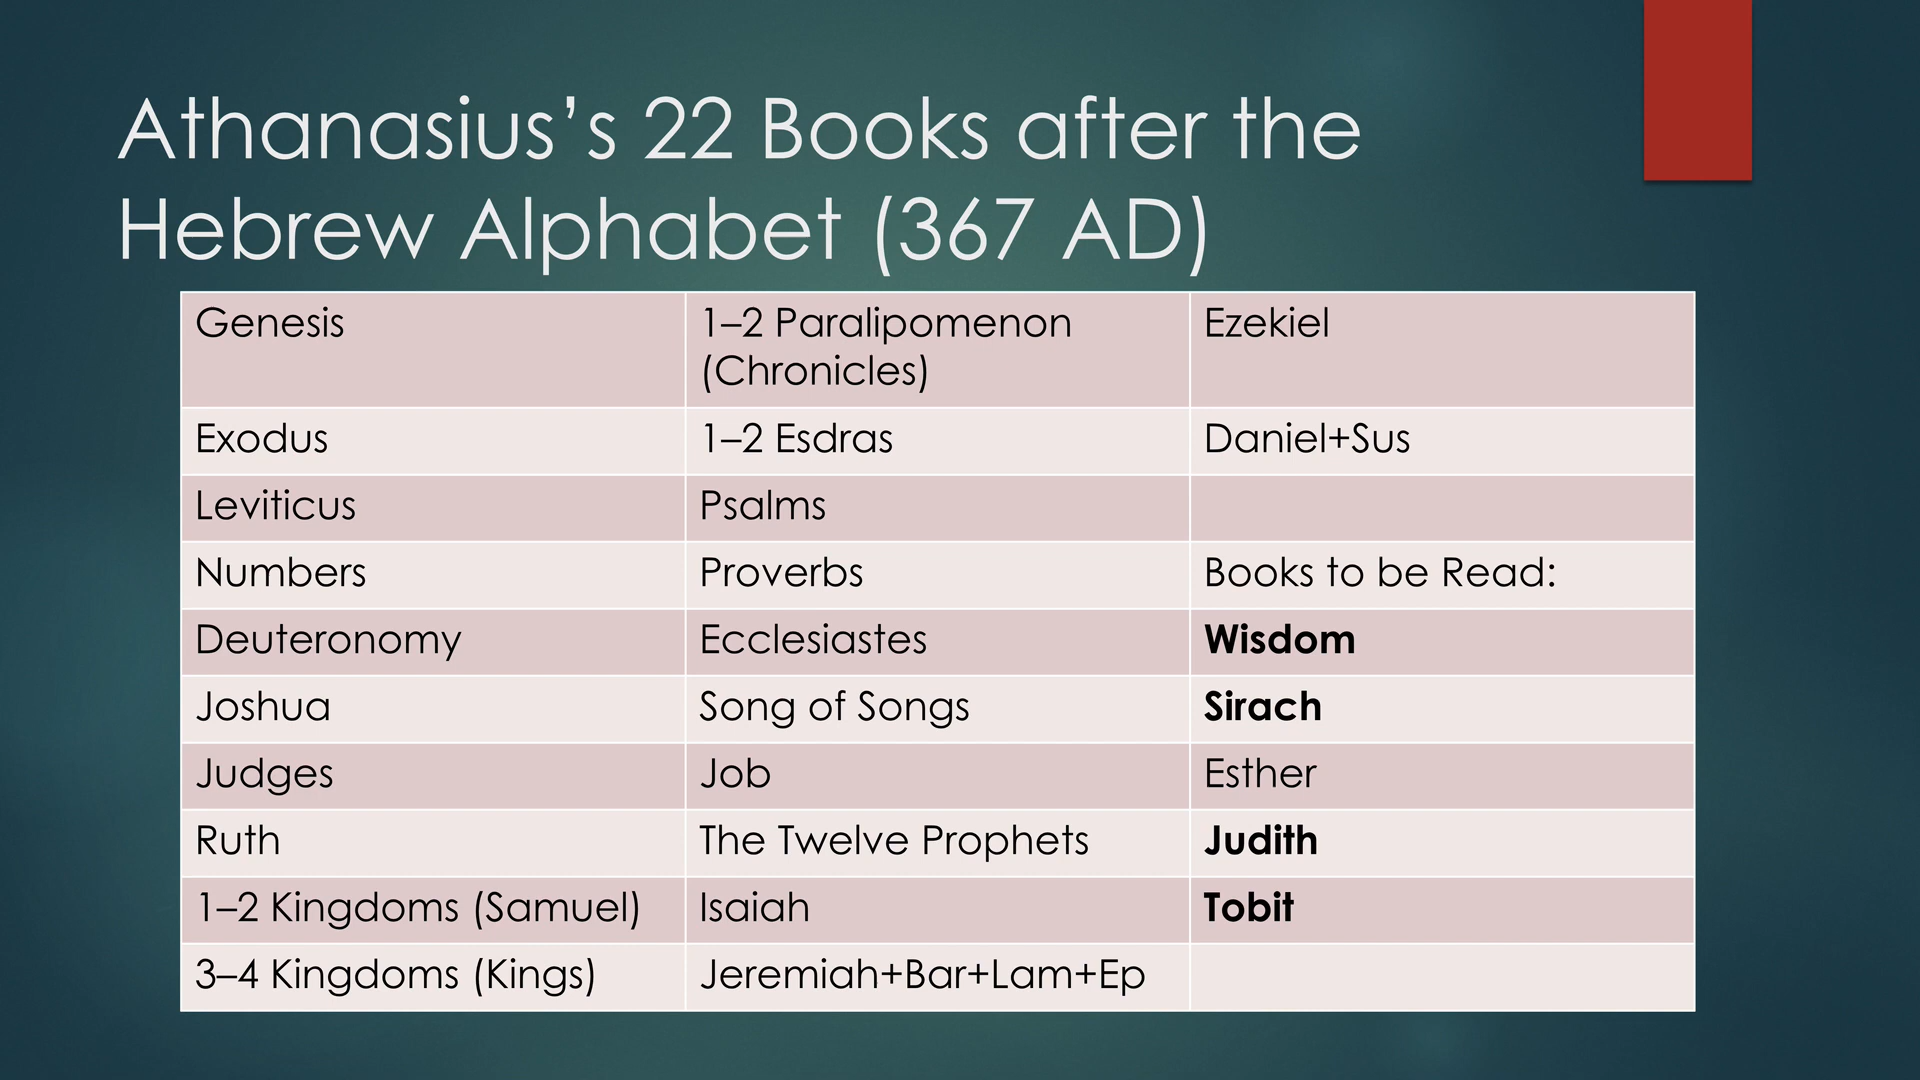 Athanasius’s 22 Books after the
Hebrew Alphabet (367 AD)
Genesis
1–2 Paralipomenon
(Chronicles)
Ezekiel
Exodus
1–2 Esdras
Daniel+Sus
Leviticus
Psalms
Numbers
Proverbs
Books to be Read:
Deuteronomy
Ecclesiastes
Wisdom
Joshua
Song of Songs
Sirach
Judges
Job
Esther
Ruth
The Twelve Prophets
Judith
1–2 Kingdoms (Samuel)
Isaiah
Tobit
3–4 Kingdoms (Kings)
Jeremiah+Bar+Lam+Ep